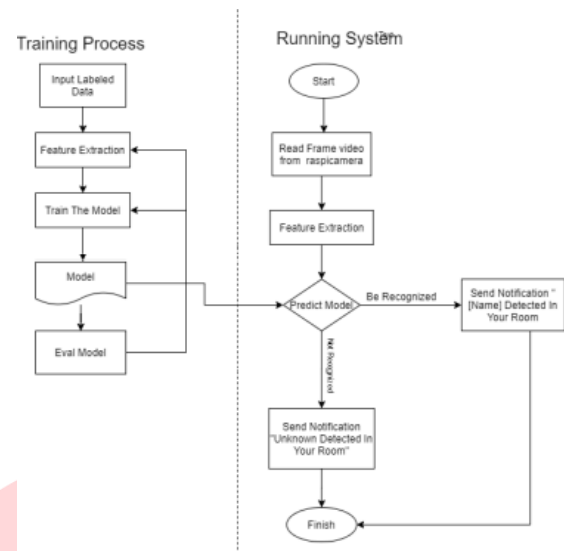 Training Process
Input Labeled
Data
Feature Extraction
Train The Model
Model
Eval Model
Running System
Start
Read Frame video
from raspicamera
Feature Extraction
Predict Model
Be Recognized
Send Notification "
[Name] Detected In
Your Room
Not Recognized
Send Notification
"Unknown Detected In
Your Room"
Finish